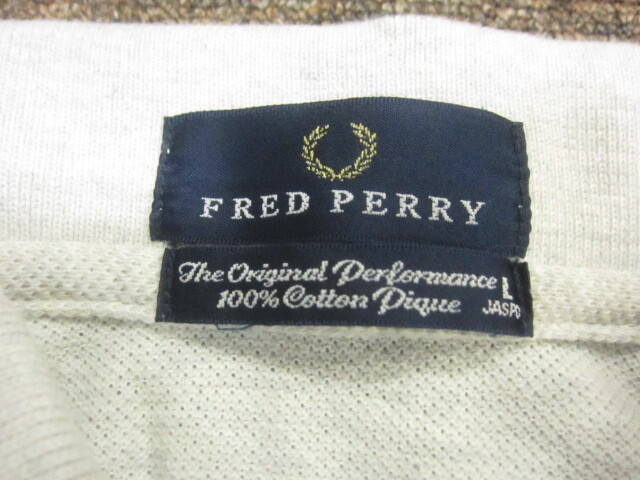 FRED PERRY
The Original Performance
100% Cotton Pique
L
JASPO